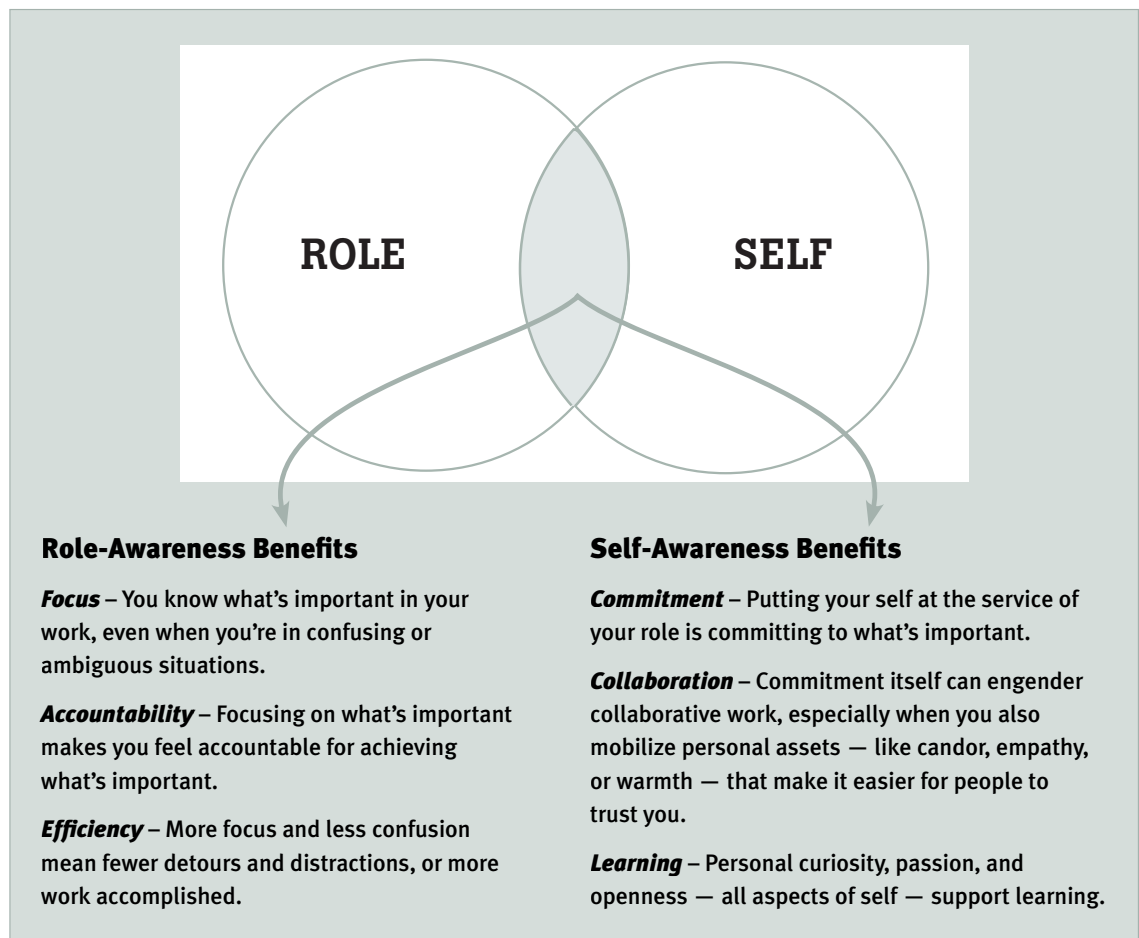 ROLE
SELF
Role-Awareness Benefits
Focus – You know what's important in your
work, even when you're in confusing or
ambiguous situations.
Accountability – Focusing on what's important
makes you feel accountable for achieving
what's important.
Efficiency – More focus and less confusion
mean fewer detours and distractions, or more
work accomplished.
Self-Awareness Benefits
Commitment – Putting your self at the service of
your role is committing to what's important.
Collaboration – Commitment itself can engender
collaborative work, especially when you also
mobilize personal assets — like candor, empathy,
or warmth — that make it easier for people to
trust you.
Learning – Personal curiosity, passion, and
openness — all aspects of self — support learning.